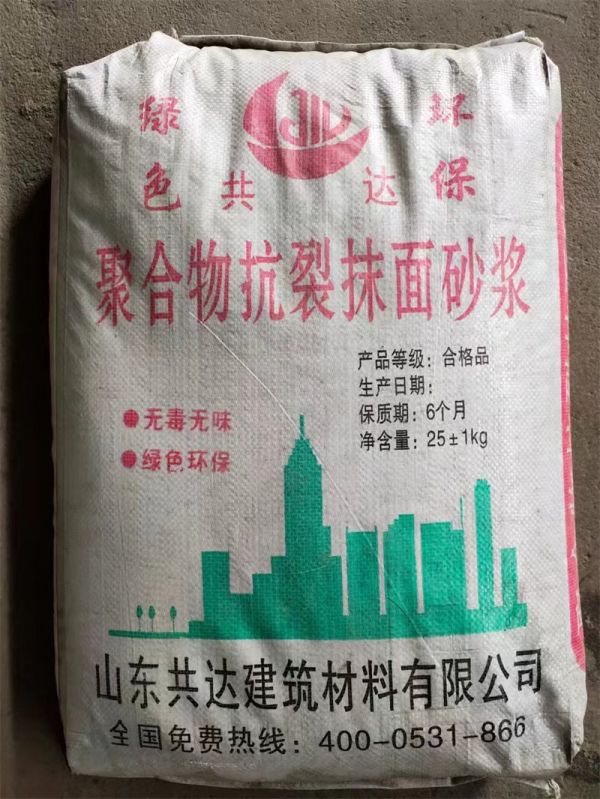 绿色
环保
共达
聚合物抗裂抹面砂浆
产品等级：合格品
生产日期：
保质期：6个月
净含量：25±1kg
无毒无味
绿色环保
山东共达建筑材料有限公司
全国免费热线：400-0531-866